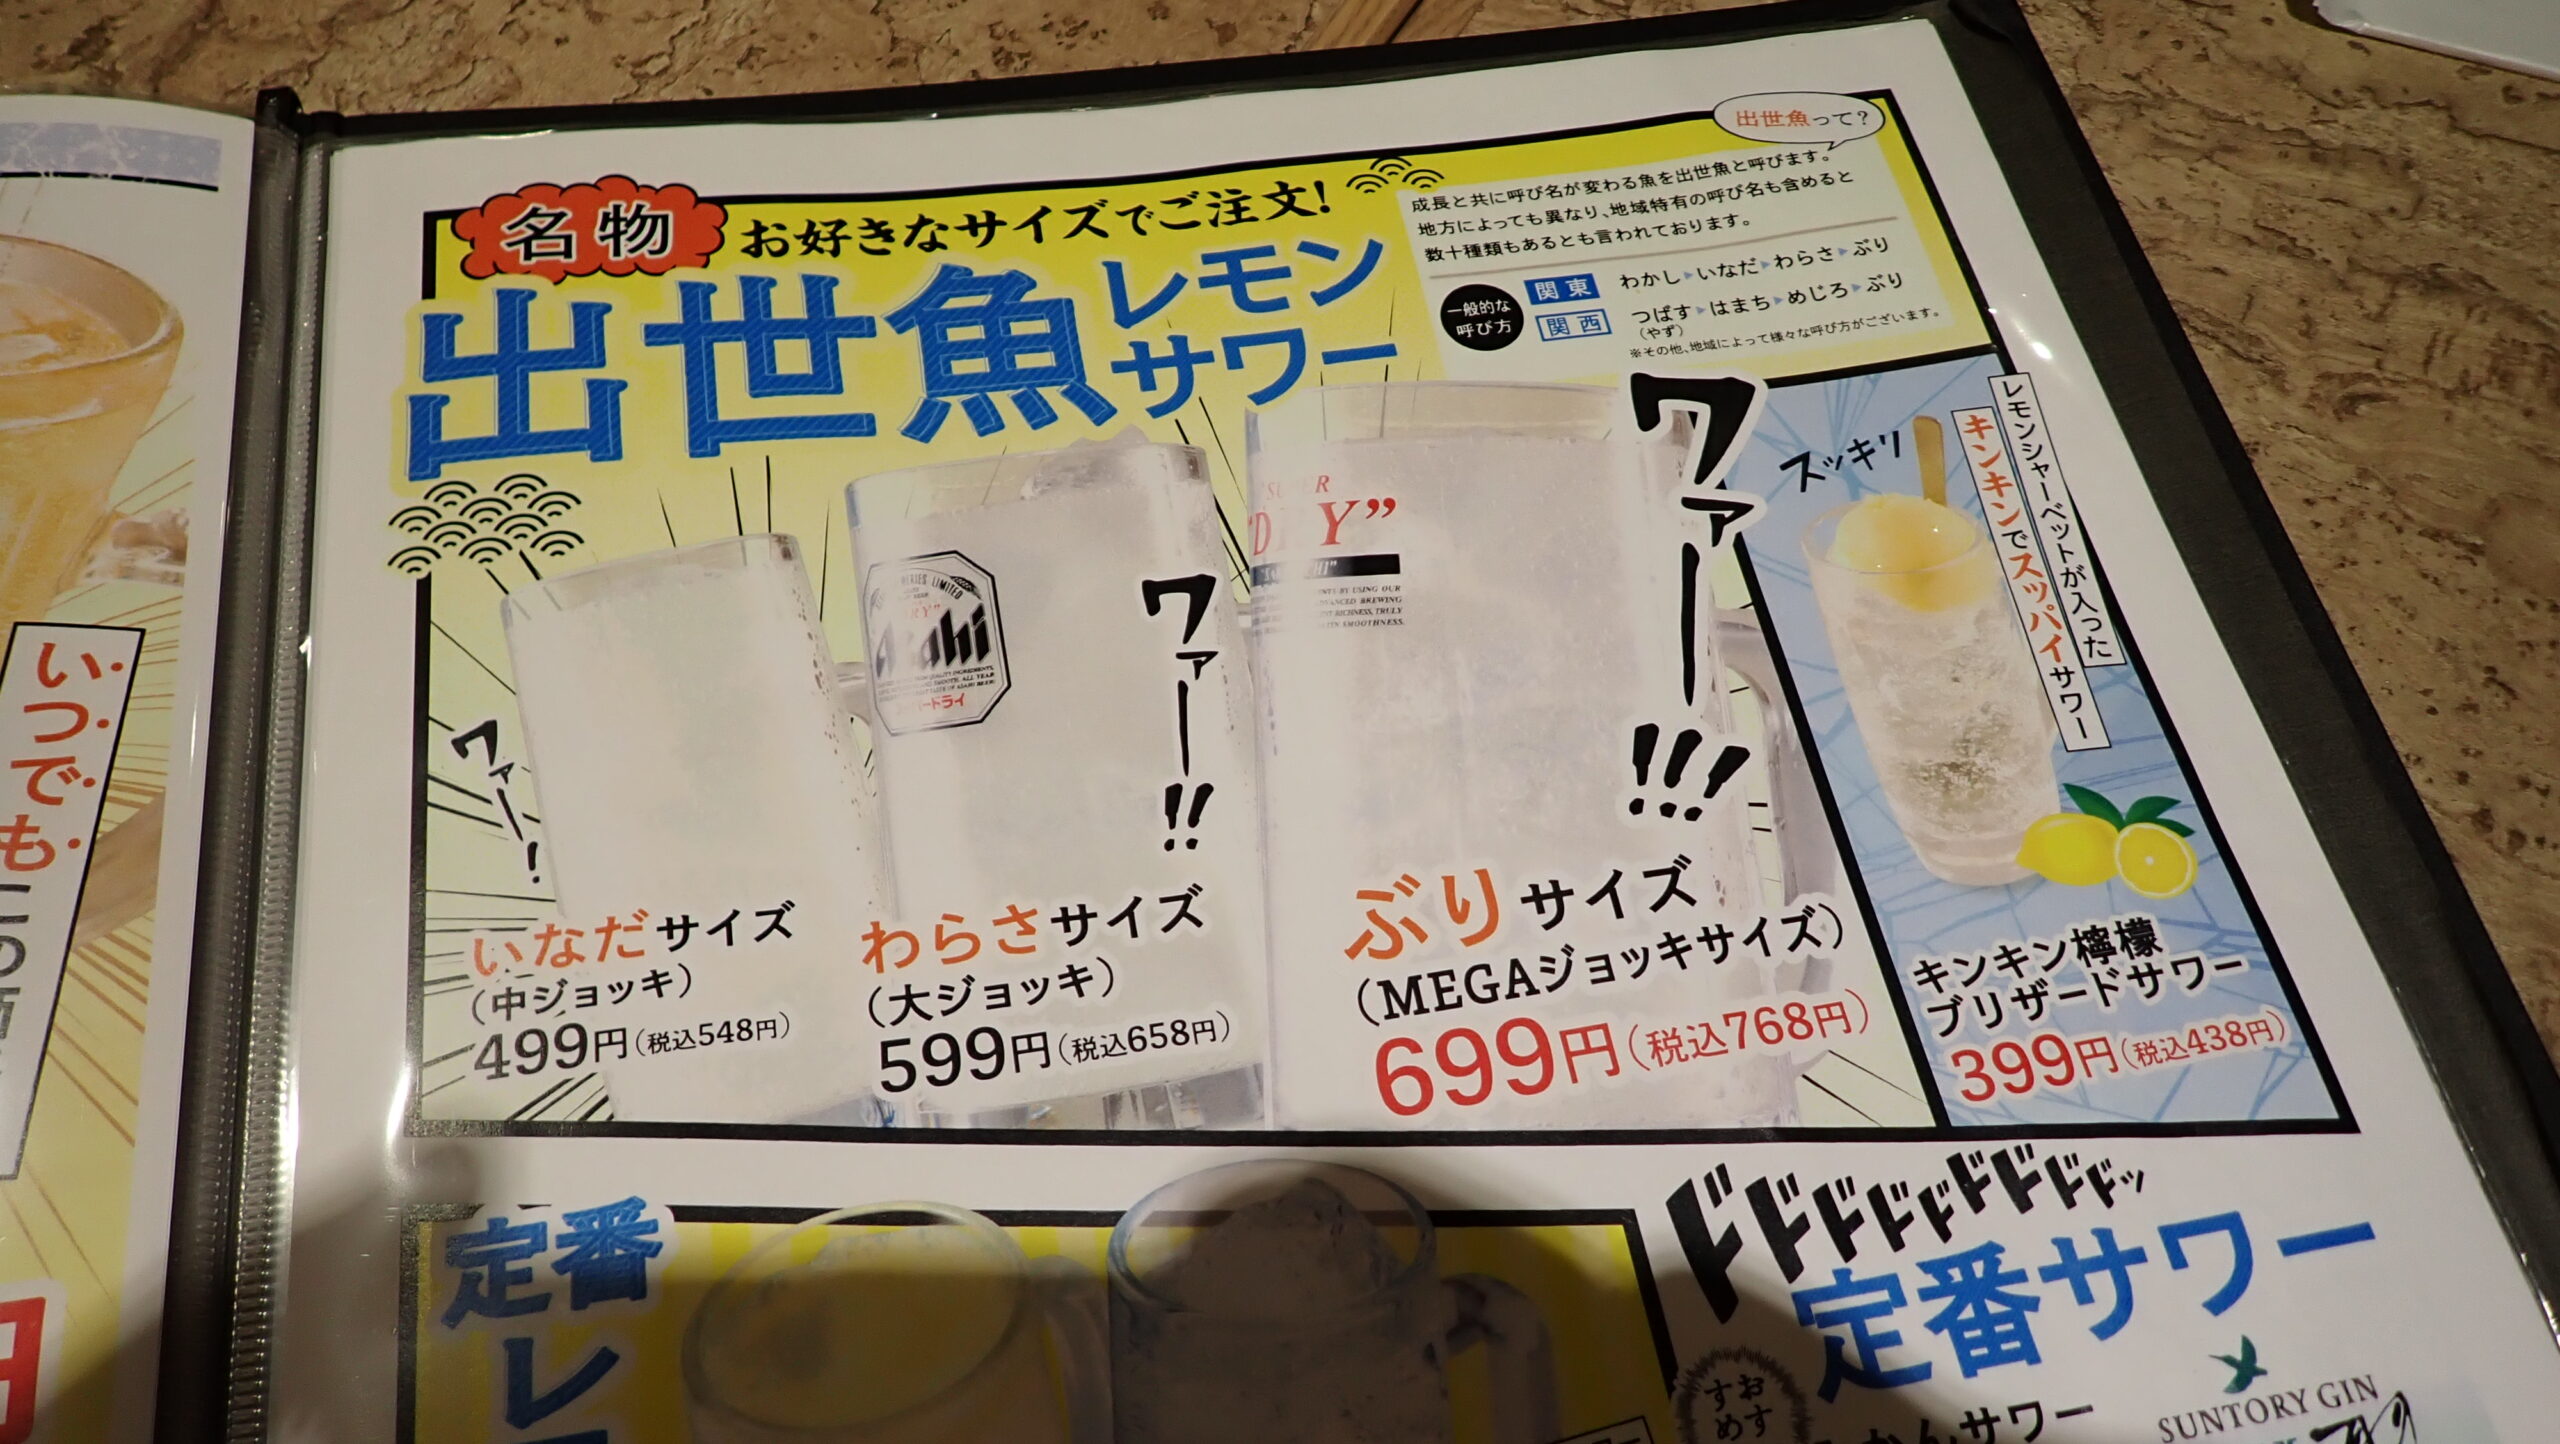 名物
お好きなサイズでご注文!
出世魚レモンサワー
出世魚って?
成長と共に呼び名が変わる魚を出世魚と呼びます。
地方によっても異なり、地域特有の呼び名も含めると
数十種類もあるとも言われております。
一般的な
呼び方
関東 わかし▶いなだ▶わらさ▶ぶり
関西 つばす▶はまち▶めじろ▶ぶり
(やず)
※その他、地域によって様々な呼び方がございます。
ワァー!
ワァー!!
ワァー!!!
Asahi
いなだサイズ
(中ジョッキ)
499円(税込548円)
わらさサイズ
(大ジョッキ)
599円(税込658円)
ぶりサイズ
(MEGAジョッキサイズ)
699円(税込768円)
スッキリ
レモンシャーベットが入った
キンキンでスッパイサワー
キンキン檸檬
ブリザードサワー
399円(税込438円)
いつでも
定番
レ
ドドドドドドドドドッ
定番サワー
おすすめ
SUNTORY GIN